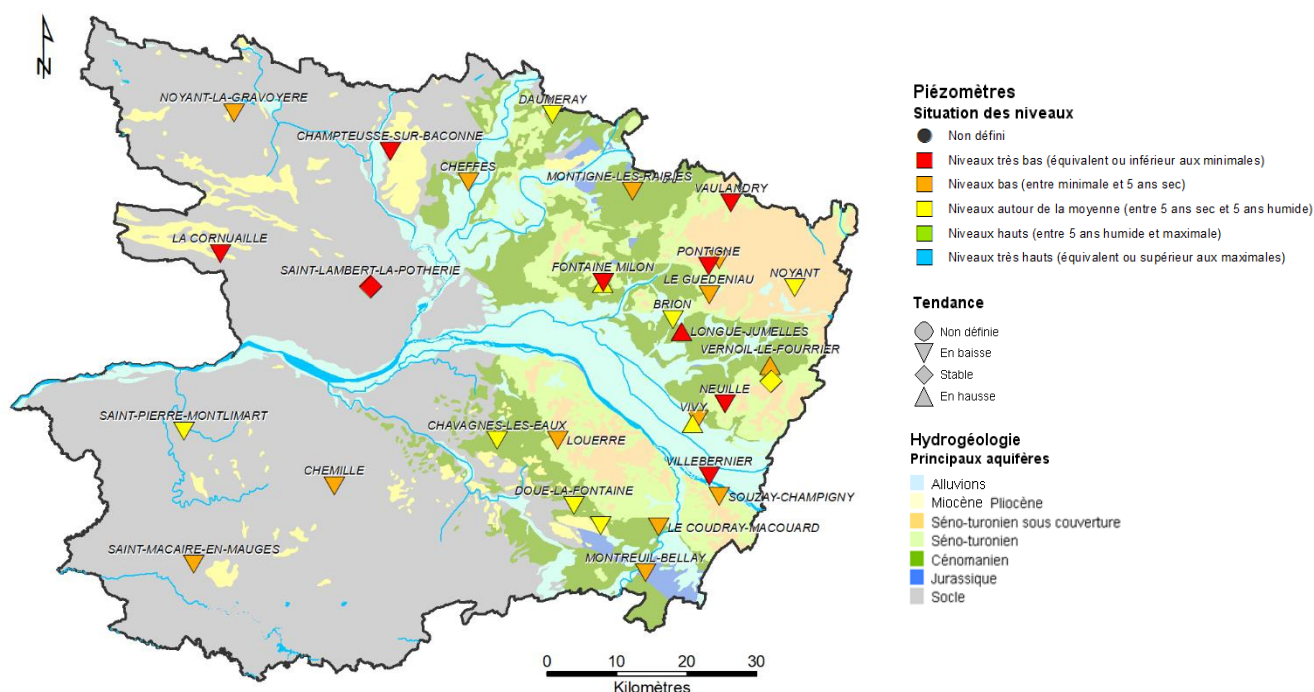 N
NOYANT-LA-GRAVOYERE
DAUMERAY
CHAMPTEUSSE-SUR-BACONNE
CHEFFES
MONTIGNE-LES-RAIRIES
VAULANDRY
LA CORNUAILLE
SAINT-LAMBERT-LA-POTHERIE
FONTAINE MILON
PONTIGNE
LE GUEDENIAU
NOYANT
BRION
LONGUE-JUMELLES
VERNOIL-LE-FOURRIER
NEUILLE
VIVY
SAINT-PIERRE-MONTLIMART
CHAVAGNES-LES-EAUX
LOUERRE
CHEMILLE
VILLEBERNIER
SOUZAY-CHAMPIGNY
DOUE-LA-FONTAINE
LE COUDRAY-MACOUARD
SAINT-MACAIRE-EN-MAUGES
MONTREUIL-BELLAY
0 10 20 30
Kilomètres
Piézomètres
Situation des niveaux
Non défini
Niveaux très bas (équivalent ou inférieur aux minimales)
Niveaux bas (entre minimale et 5 ans sec)
Niveaux autour de la moyenne (entre 5 ans sec et 5 ans humide)
Niveaux hauts (entre 5 ans humide et maximale)
Niveaux très hauts (équivalent ou supérieur aux maximales)
Tendance
Non définie
En baisse
Stable
En hausse
Hydrogéologie
Principaux aquifères
Alluvions
Miocène Pliocène
Séno-turonien sous couverture
Séno-turonien
Cénomanien
Jurassique
Socle